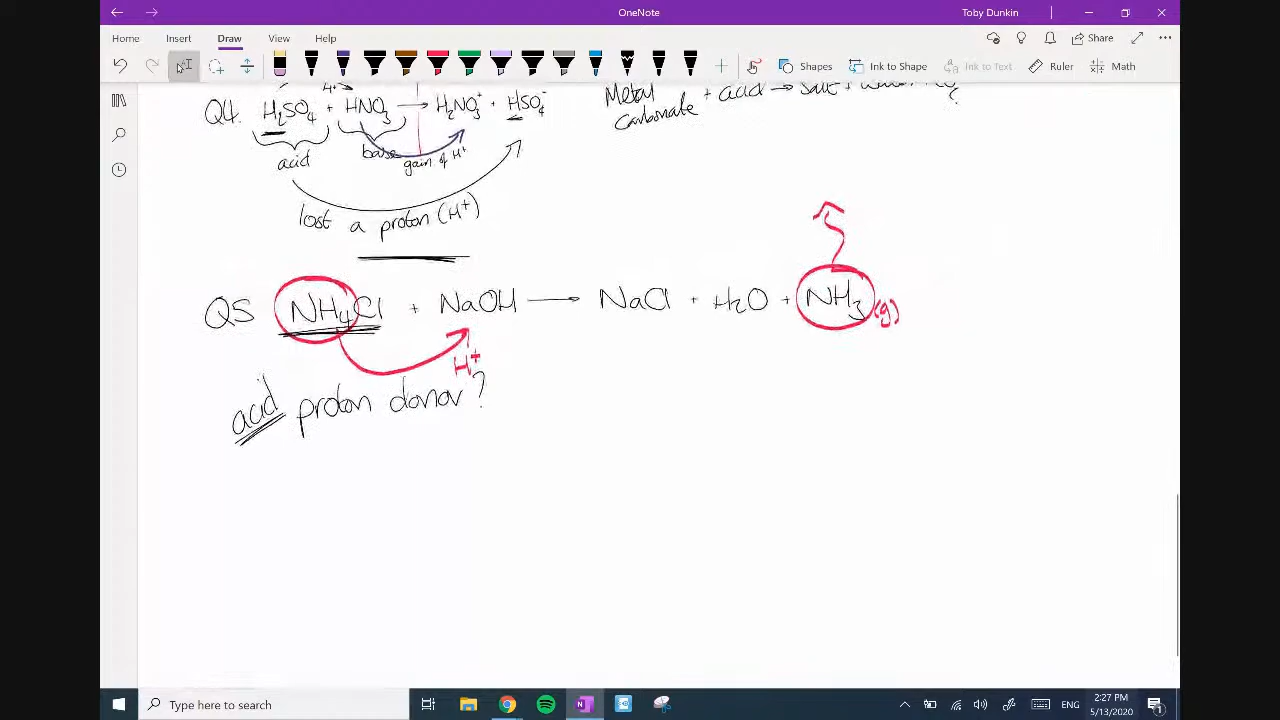 OneNote
Toby Dunkin
Home Insert Draw View Help
Share
Shapes Ink to Shape Ink to Text Ruler Math
Metal + acid → salt +
Carbonate
Q4. H₂SO₄ + HNO₃ → H₂NO₃⁺ + HSO₄⁻
acid base gain of H⁺
lost a proton (H⁺)
Q5 NH₄Cl + NaOH → NaCl + H₂O + NH₃(g)
H⁺
acid proton donor?
Type here to search
ENG
2:27 PM
5/13/2020
1